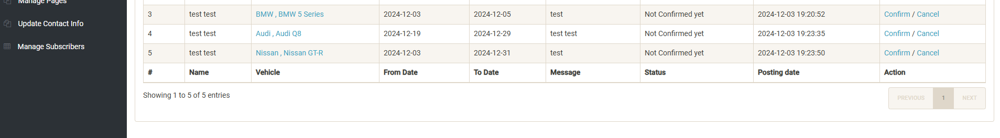 Manage Pages
Update Contact Info
Manage Subscribers
3 test test BMW , BMW 5 Series 2024-12-03 2024-12-05 test Not Confirmed yet 2024-12-03 19:20:52 Confirm / Cancel
4 test test Audi , Audi Q8 2024-12-19 2024-12-29 test test Not Confirmed yet 2024-12-03 19:23:35 Confirm / Cancel
5 test test Nissan , Nissan GT-R 2024-12-03 2024-12-31 test Not Confirmed yet 2024-12-03 19:23:50 Confirm / Cancel
# Name Vehicle From Date To Date Message Status Posting date Action
Showing 1 to 5 of 5 entries
PREVIOUS 1 NEXT